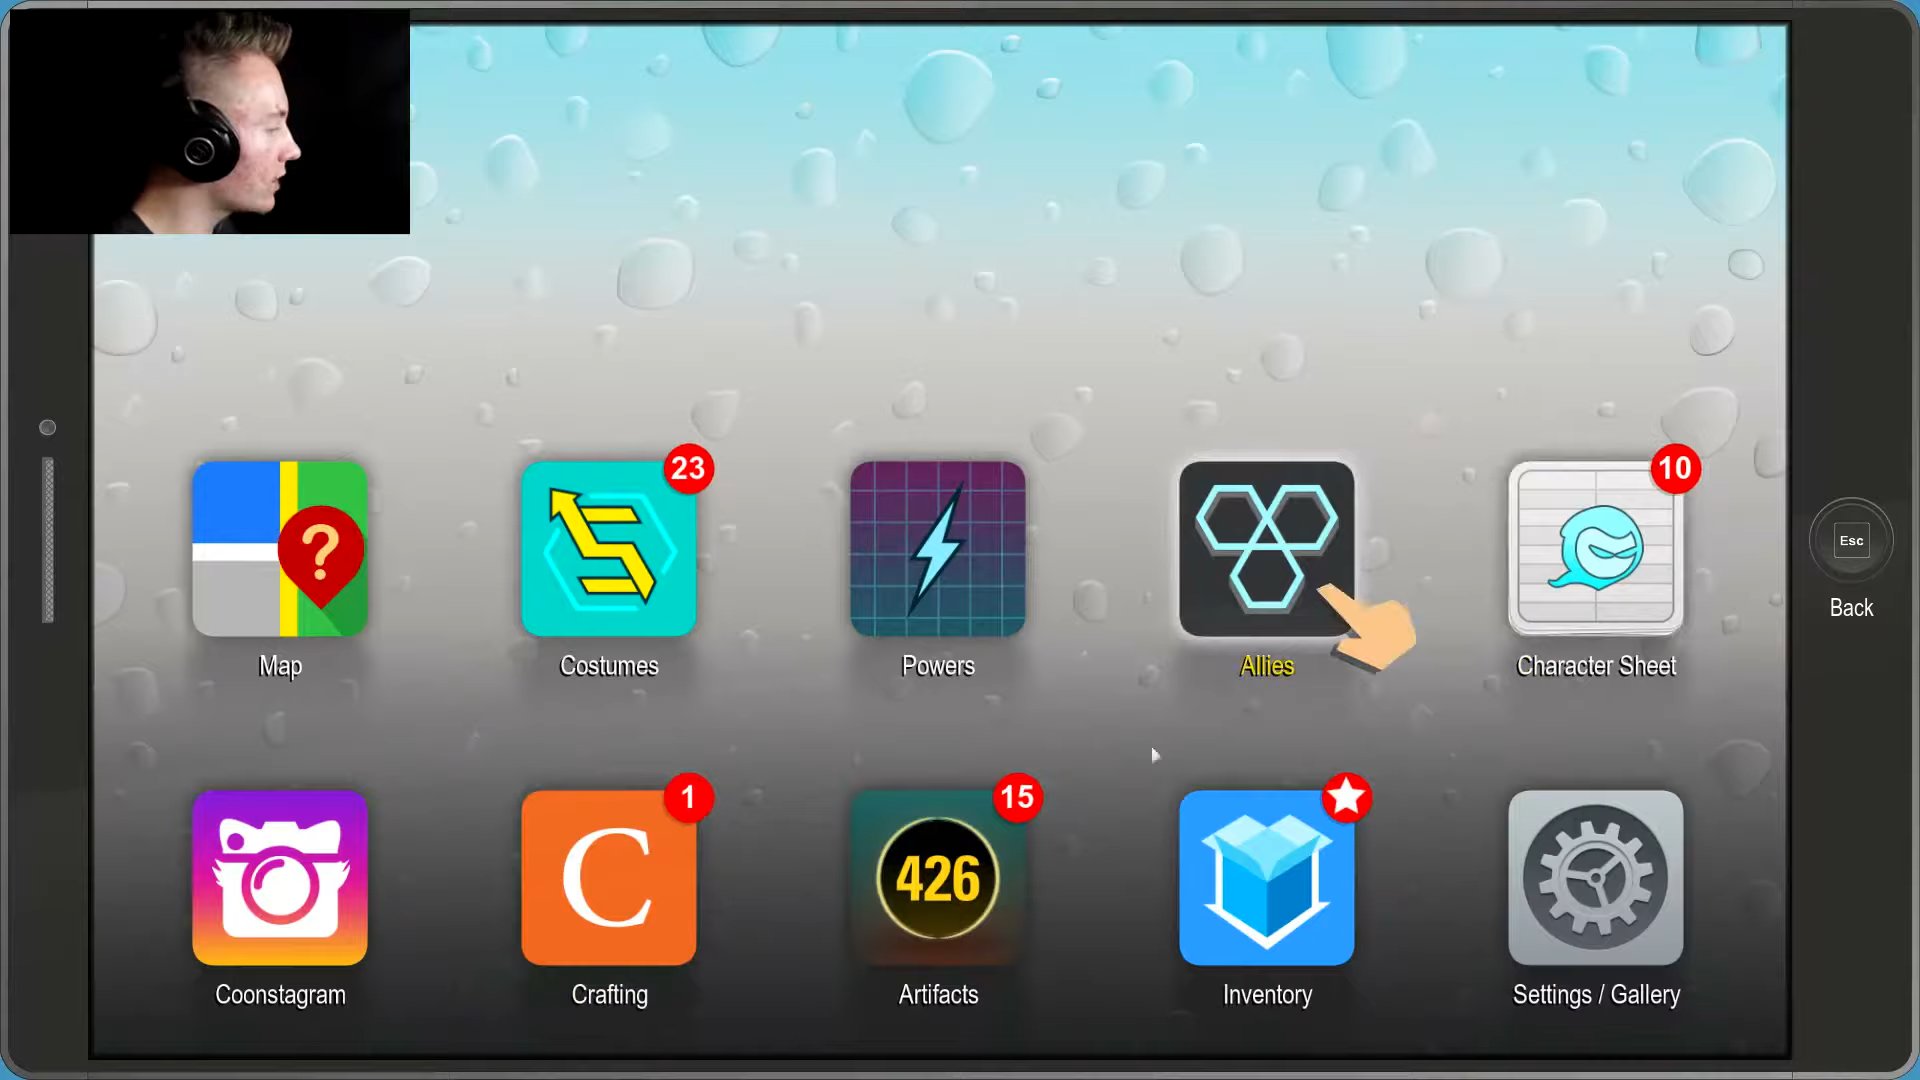 23
10
?
Esc
Back
Map
Costumes
Powers
Allies
Character Sheet
1
15
C
426
Coonstagram
Crafting
Artifacts
Inventory
Settings / Gallery